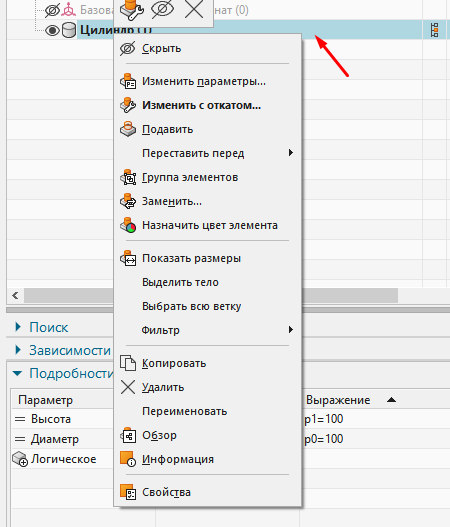 Базова нат (0)
Цилиндр (1)
Скрыть
Изменить параметры...
Изменить с откатом...
Подавить
Переставить перед
Группа элементов
Заменить...
Назначить цвет элемента
Показать размеры
Выделить тело
Выбрать всю ветку
Фильтр
Копировать
Удалить
Переименовать
Обзор
Информация
Свойства
Поиск
Зависимости
Подробности
Параметр Выражение
Высота p1=100
Диаметр p0=100
Логическое